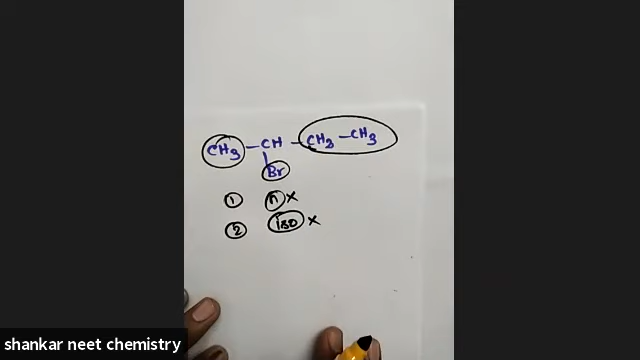 CH3 - CH - CH2 - CH3
Br
1 n x
2 iso x
shankar neet chemistry